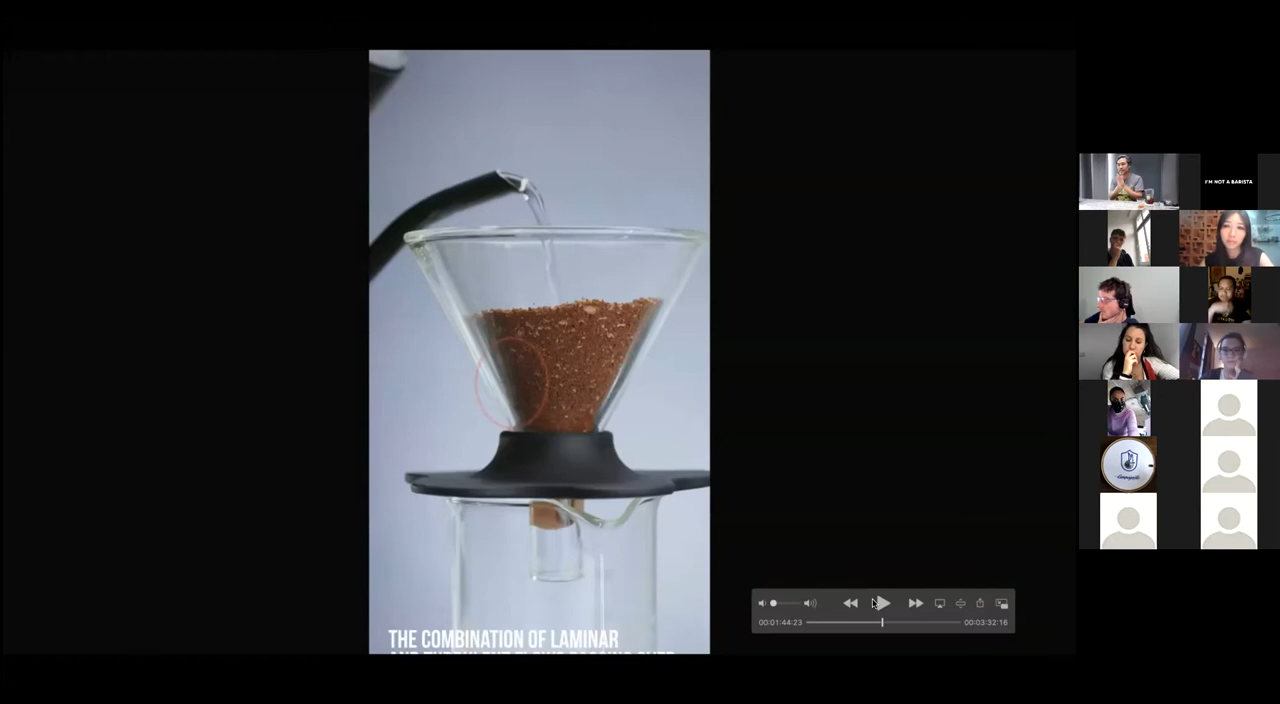 THE COMBINATION OF LAMINAR
I'M NOT A BARISTA
00:01:44:23
00:03:32:16